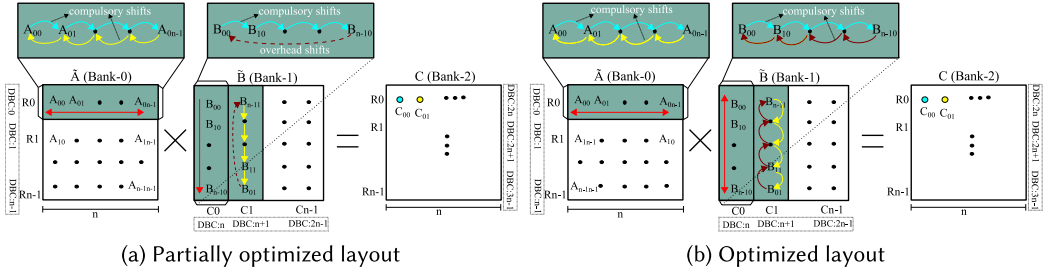 compulsory shifts
A00 A01 A0n-1
compulsory shifts
B00 B10 Bn-10
overhead shifts
Ã (Bank-0) B̃ (Bank-1) C (Bank-2)
DBC:0 DBC:1 DBC:n-1
R0 A00 A01 A0n-1
R1 A10 A1n-1
Rn-1 An-1n-1
n
×
B00 Bn-11
B10
B11
Bn-10 B01
C0 C1 Cn-1
DBC:n DBC:n+1 DBC:2n-1
=
R0 C00 C01
R1
Rn-1
n
DBC:2n DBC:2n+1 DBC:3n-1
(a) Partially optimized layout
compulsory shifts
A00 A01 A0n-1
compulsory shifts
B00 B10 Bn-10
Ã (Bank-0) B̃ (Bank-1) C (Bank-2)
DBC:0 DBC:1 DBC:n-1
R0 A00 A01 A0n-1
R1 A1n-1 A10
Rn-1 An-1n-1
n
×
B00 Bn-11
B10
B11
Bn-10 B01
C0 C1 Cn-1
DBC:n DBC:n+1 DBC:2n-1
=
R0 C00 C01
R1
Rn-1
n
DBC:2n DBC:2n+1 DBC:3n-1
(b) Optimized layout